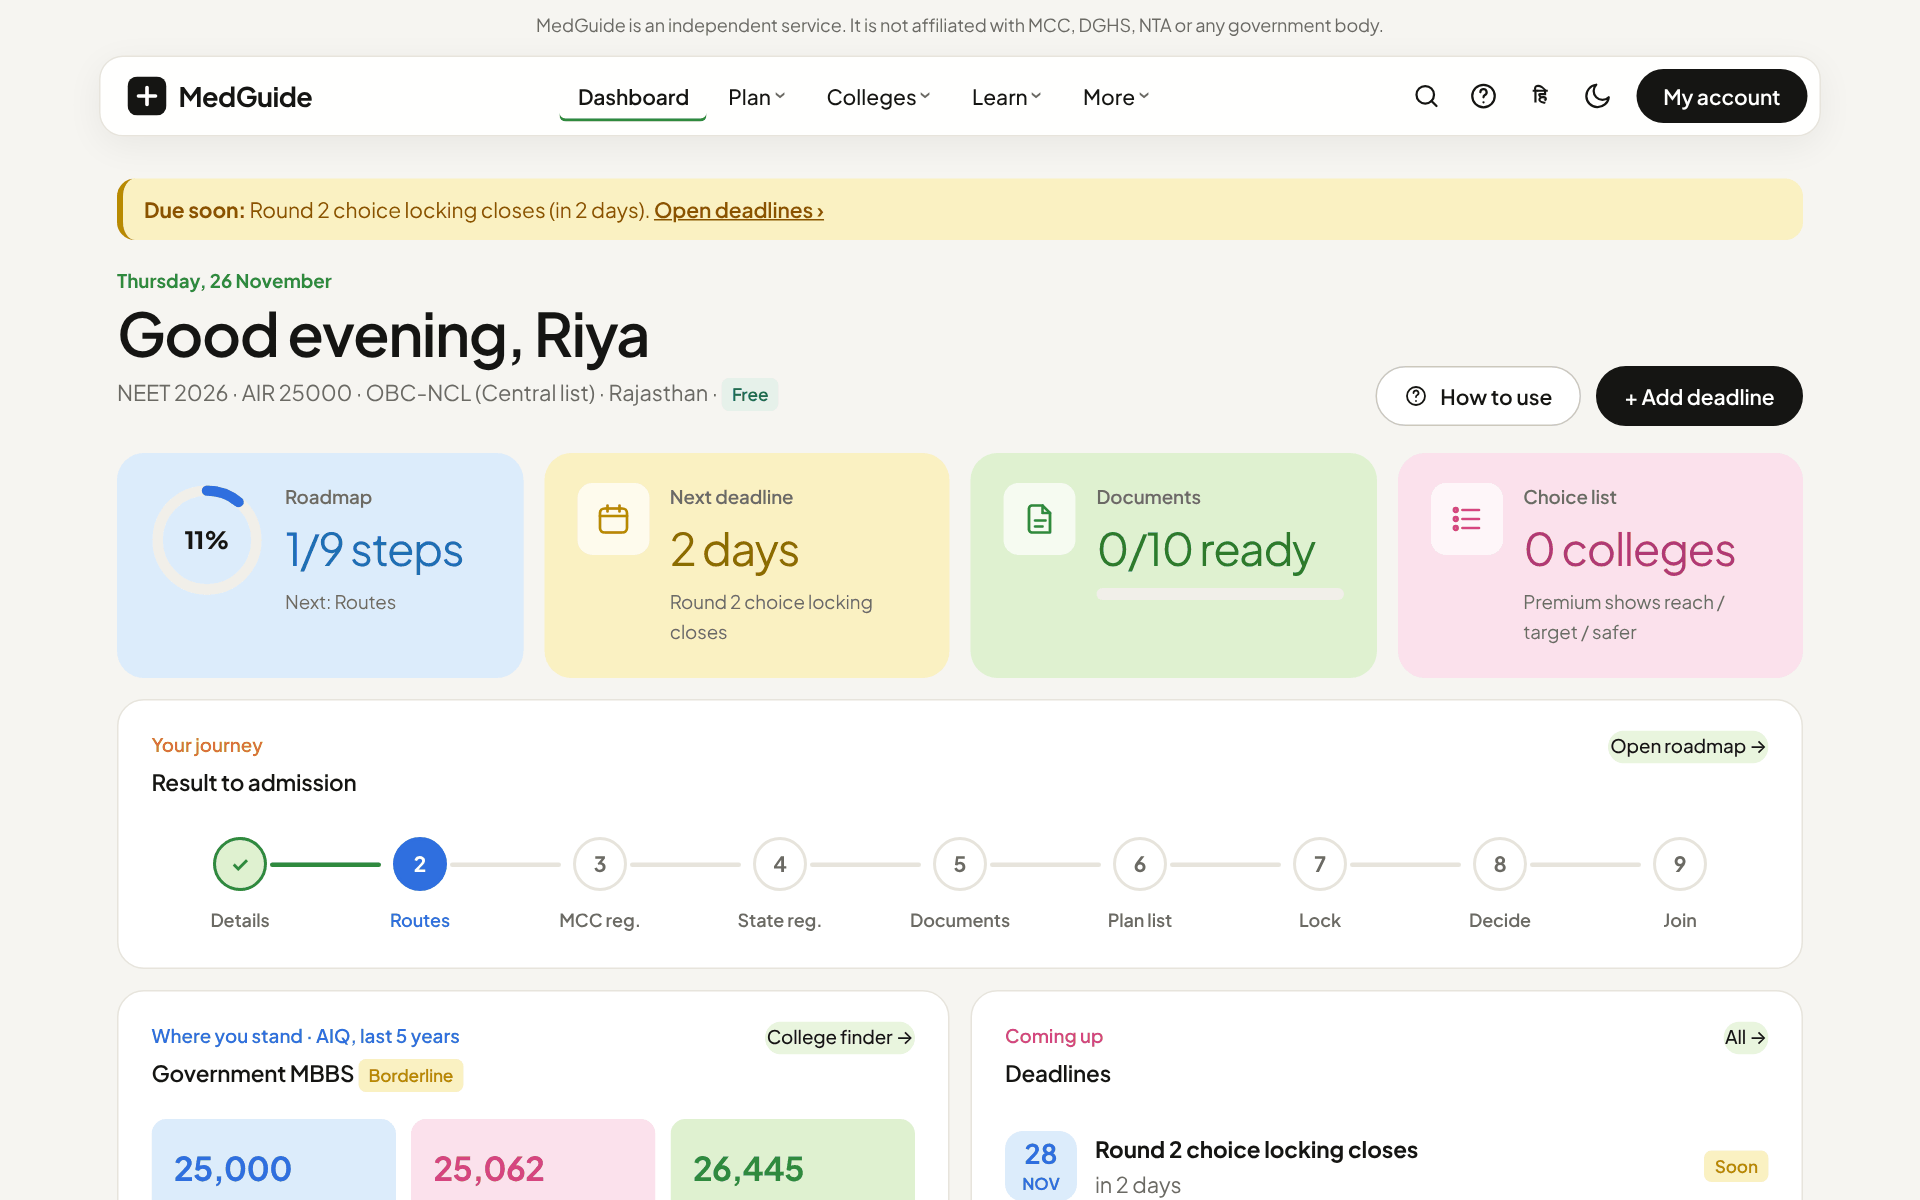 MedGuide is an independent service. It is not affiliated with MCC, DGHS, NTA or any government body.
MedGuide
Dashboard Plan Colleges Learn More हि My account
Due soon: Round 2 choice locking closes (in 2 days). Open deadlines ›
Thursday, 26 November
Good evening, Riya
NEET 2026 · AIR 25000 · OBC-NCL (Central list) · Rajasthan · Free
How to use + Add deadline
11%
Roadmap
1/9 steps
Next: Routes
Next deadline
2 days
Round 2 choice locking
closes
Documents
0/10 ready
Choice list
0 colleges
Premium shows reach /
target / safer
Your journey
Open roadmap →
Result to admission
2 3 4 5 6 7 8 9
Details Routes MCC reg. State reg. Documents Plan list Lock Decide Join
Where you stand · AIQ, last 5 years
College finder →
Government MBBS Borderline
25,000 25,062 26,445
Coming up
All →
Deadlines
28
NOV
Round 2 choice locking closes
in 2 days
Soon